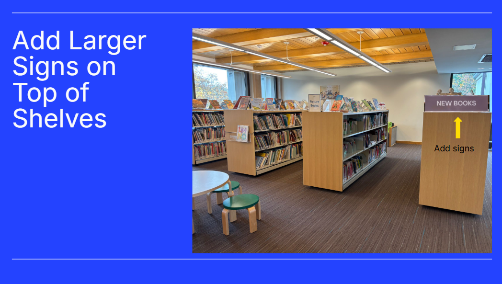 Add Larger
Signs on
Top of
Shelves
NEW BOOKS
Add signs